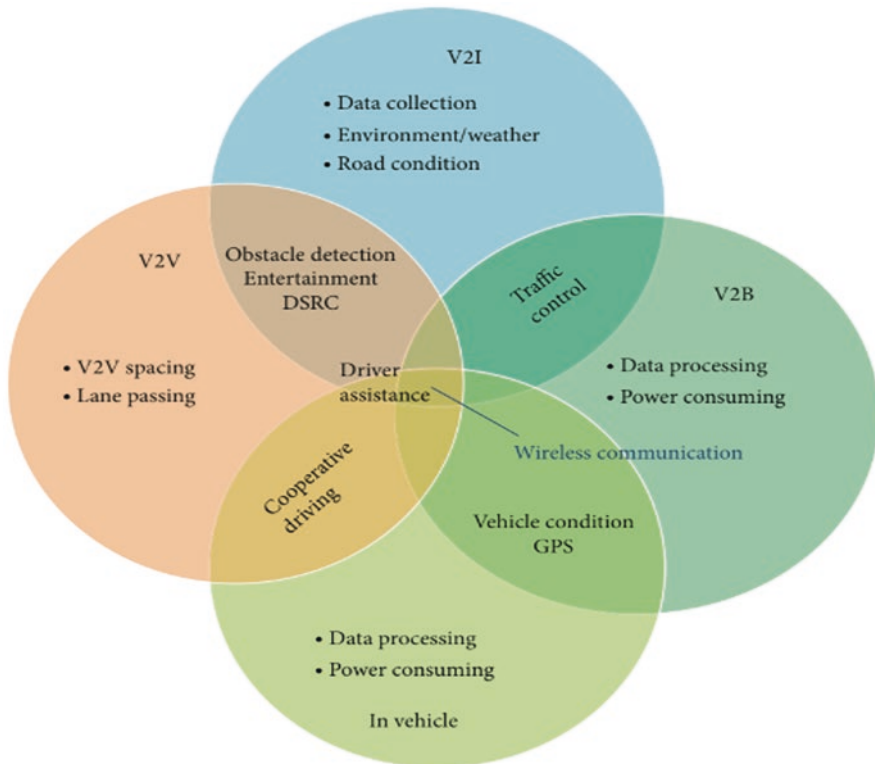 V2I
• Data collection
• Environment/weather
• Road condition
V2V
Obstacle detection
Entertainment
DSRC
Traffic
control
V2B
• V2V spacing
• Lane passing
Driver
assistance
• Data processing
• Power consuming
Wireless communication
Cooperative
driving
Vehicle condition
GPS
• Data processing
• Power consuming
In vehicle